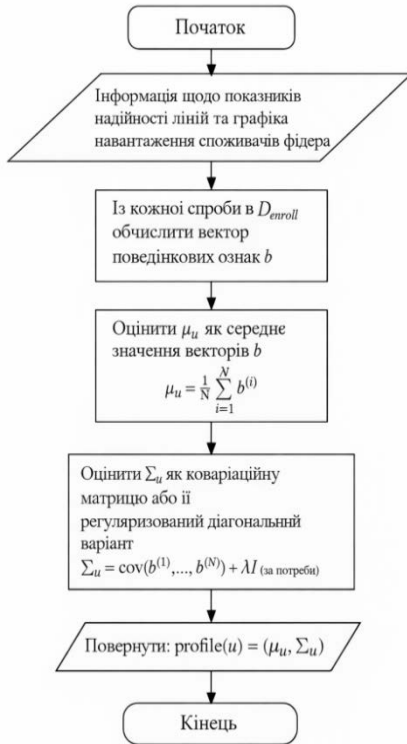 Початок
Інформація щодо показників
надійності ліній та графіка
навантаження споживачів фідера
Із кожної спроби в D_enroll
обчислити вектор
поведінкових ознак b
Оцінити μ_u як середнє
значення векторів b
μ_u = 1/N ∑_{i=1}^{N} b^(i)
Оцінити Σ_u як коваріаційну
матрицю або її
регуляризований діагональнний
варіант
Σ_u = cov(b^(1),..., b^(N)) + λI (за потреби)
Повернути: profile(u) = (μ_u, Σ_u)
Кінець